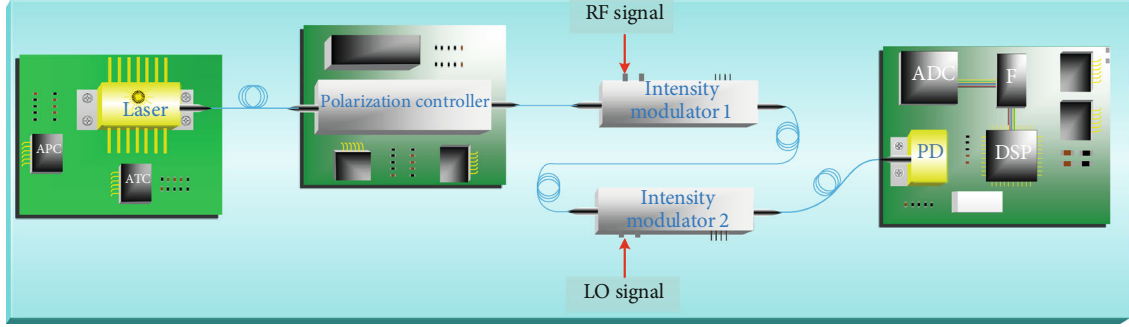 RF signal
Laser
APC
ATC
Polarization controller
Intensity
modulator 1
Intensity
modulator 2
LO signal
ADC
F
PD
DSP